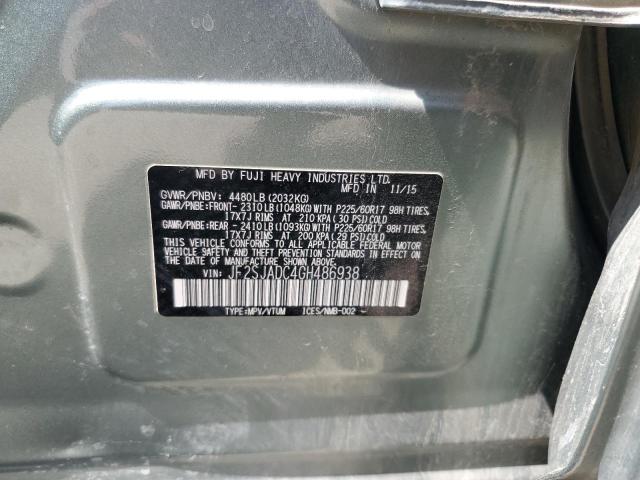 MFD BY FUJI HEAVY INDUSTRIES LTD.
MFD IN 11/15
GVWR/PNBV: 4480LB(2032KG)
GAWR/PNBE:FRONT- 2310LB(1048KG)WITH P225/60R17 98H TIRES,
17X7J RIMS AT 210 KPA(30 PSI)COLD
GAWR/PNBE:REAR - 2410LB(1093KG)WITH P225/60R17 98H TIRES,
17X7J RIMS AT 200 KPA(29 PSI)COLD
THIS VEHICLE CONFORMS TO ALL APPLICABLE FEDERAL MOTOR
VEHICLE SAFETY AND THEFT PREVENTION STANDARDS IN EFFECT
ON THE DATE OF MANUFACTURE SHOWN ABOVE.
VIN: JF2SJADC4GH486938
TYPE:MPV/VTUM ICES/NMB-002